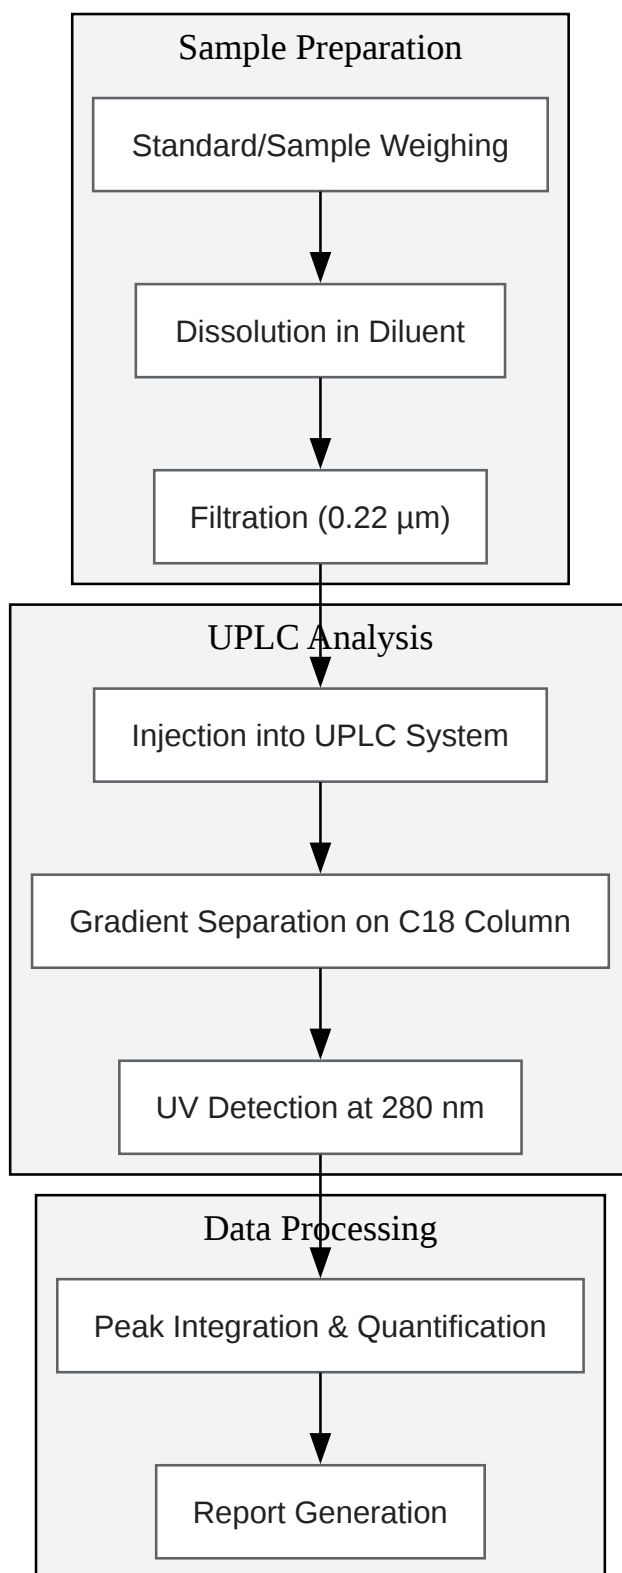 Sample Preparation
Standard/Sample Weighing
Dissolution in Diluent
Filtration (0.22 µm)
UPLC Analysis
Injection into UPLC System
Gradient Separation on C18 Column
UV Detection at 280 nm
Data Processing
Peak Integration & Quantification
Report Generation